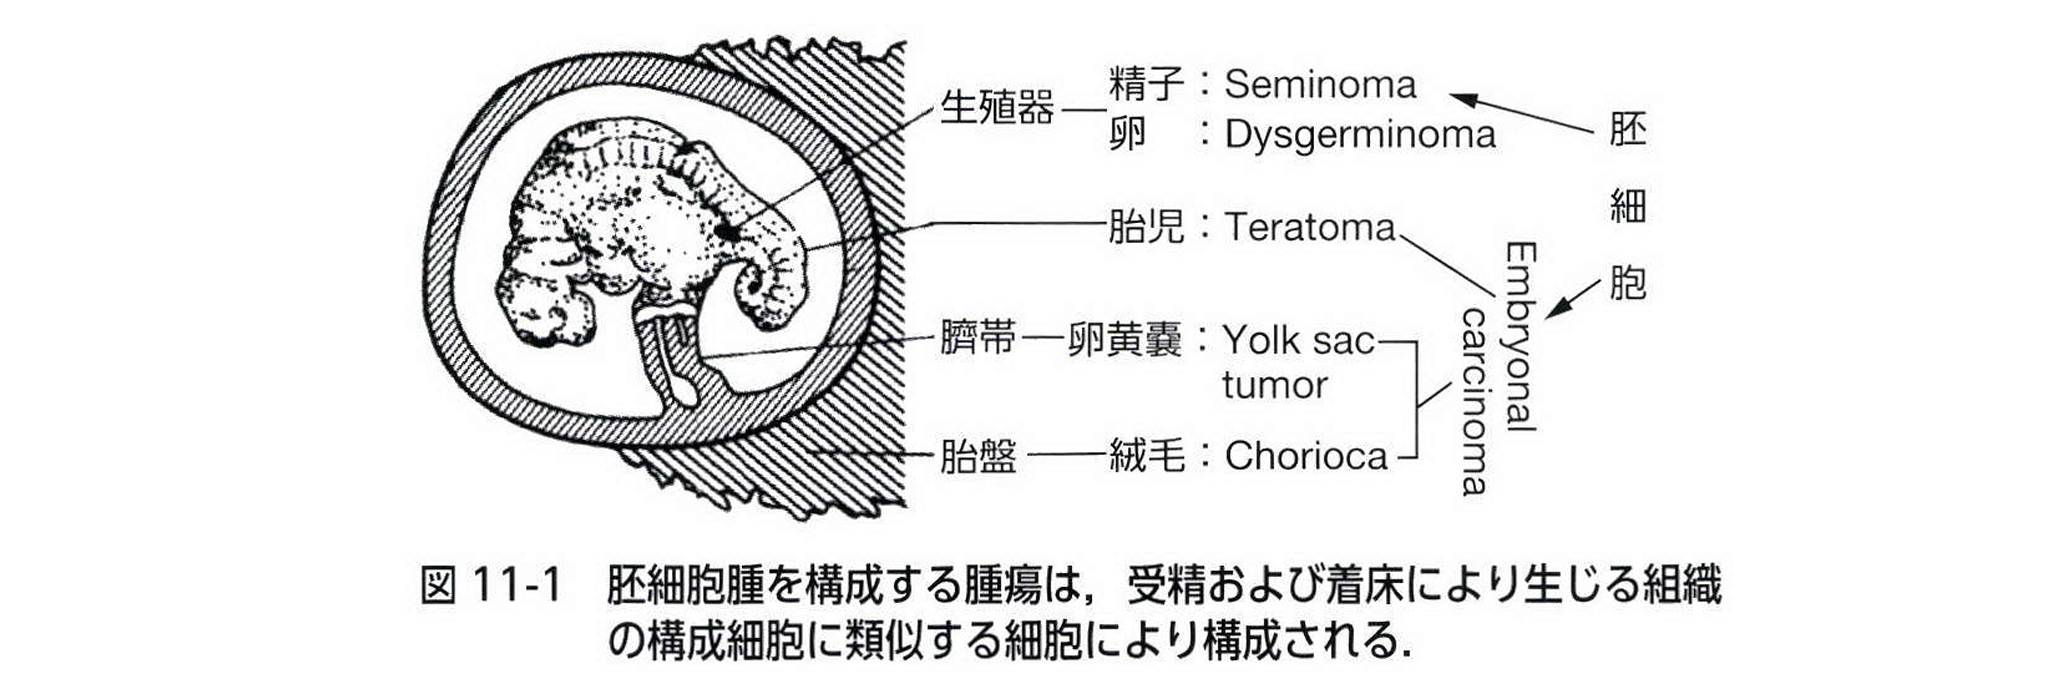 生殖器
精子：Seminoma
卵　：Dysgerminoma
胎児：Teratoma
臍帯
卵黄嚢：Yolk sac
tumor
胎盤
絨毛：Chorioca
Embryonal
carcinoma
胚細胞
図 11-1　胚細胞腫を構成する腫瘍は，受精および着床により生じる組織
の構成細胞に類似する細胞により構成される．